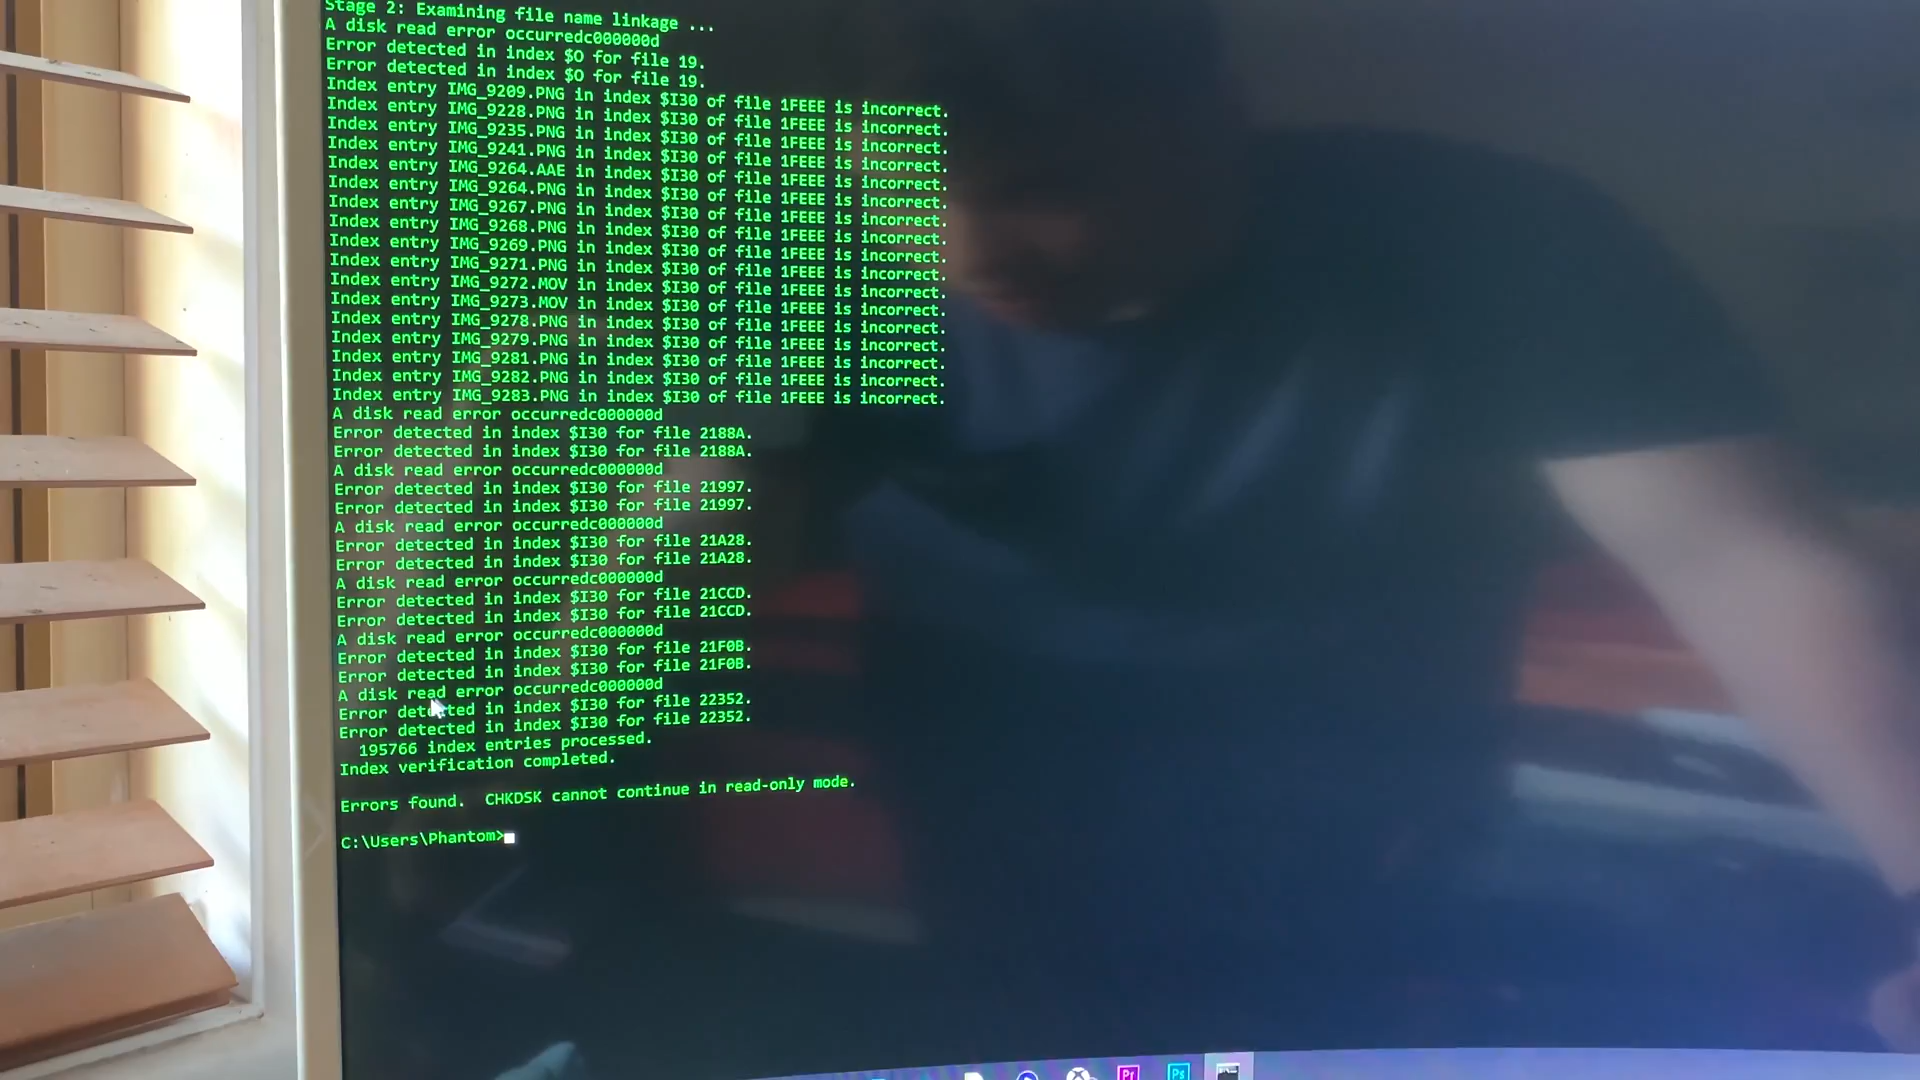 Stage 2: Examining file name linkage ...
A disk read error occurredc000000d
Error detected in index $O for file 19.
Error detected in index $O for file 19.
Index entry IMG_9209.PNG in index $I30 of file 1FEEE is incorrect.
Index entry IMG_9228.PNG in index $I30 of file 1FEEE is incorrect.
Index entry IMG_9235.PNG in index $I30 of file 1FEEE is incorrect.
Index entry IMG_9241.PNG in index $I30 of file 1FEEE is incorrect.
Index entry IMG_9264.AAE in index $I30 of file 1FEEE is incorrect.
Index entry IMG_9264.PNG in index $I30 of file 1FEEE is incorrect.
Index entry IMG_9267.PNG in index $I30 of file 1FEEE is incorrect.
Index entry IMG_9268.PNG in index $I30 of file 1FEEE is incorrect.
Index entry IMG_9269.PNG in index $I30 of file 1FEEE is incorrect.
Index entry IMG_9271.PNG in index $I30 of file 1FEEE is incorrect.
Index entry IMG_9272.MOV in index $I30 of file 1FEEE is incorrect.
Index entry IMG_9273.MOV in index $I30 of file 1FEEE is incorrect.
Index entry IMG_9278.PNG in index $I30 of file 1FEEE is incorrect.
Index entry IMG_9279.PNG in index $I30 of file 1FEEE is incorrect.
Index entry IMG_9281.PNG in index $I30 of file 1FEEE is incorrect.
Index entry IMG_9282.PNG in index $I30 of file 1FEEE is incorrect.
Index entry IMG_9283.PNG in index $I30 of file 1FEEE is incorrect.
A disk read error occurredc000000d
Error detected in index $I30 for file 2188A.
Error detected in index $I30 for file 2188A.
A disk read error occurredc000000d
Error detected in index $I30 for file 21997.
Error detected in index $I30 for file 21997.
A disk read error occurredc000000d
Error detected in index $I30 for file 21A28.
Error detected in index $I30 for file 21A28.
A disk read error occurredc000000d
Error detected in index $I30 for file 21CCD.
Error detected in index $I30 for file 21CCD.
A disk read error occurredc000000d
Error detected in index $I30 for file 21F0B.
Error detected in index $I30 for file 21F0B.
A disk read error occurredc000000d
Error detected in index $I30 for file 22352.
Error detected in index $I30 for file 22352.
195766 index entries processed.
Index verification completed.
Errors found. CHKDSK cannot continue in read-only mode.
C:\Users\Phantom>
Pr Ps